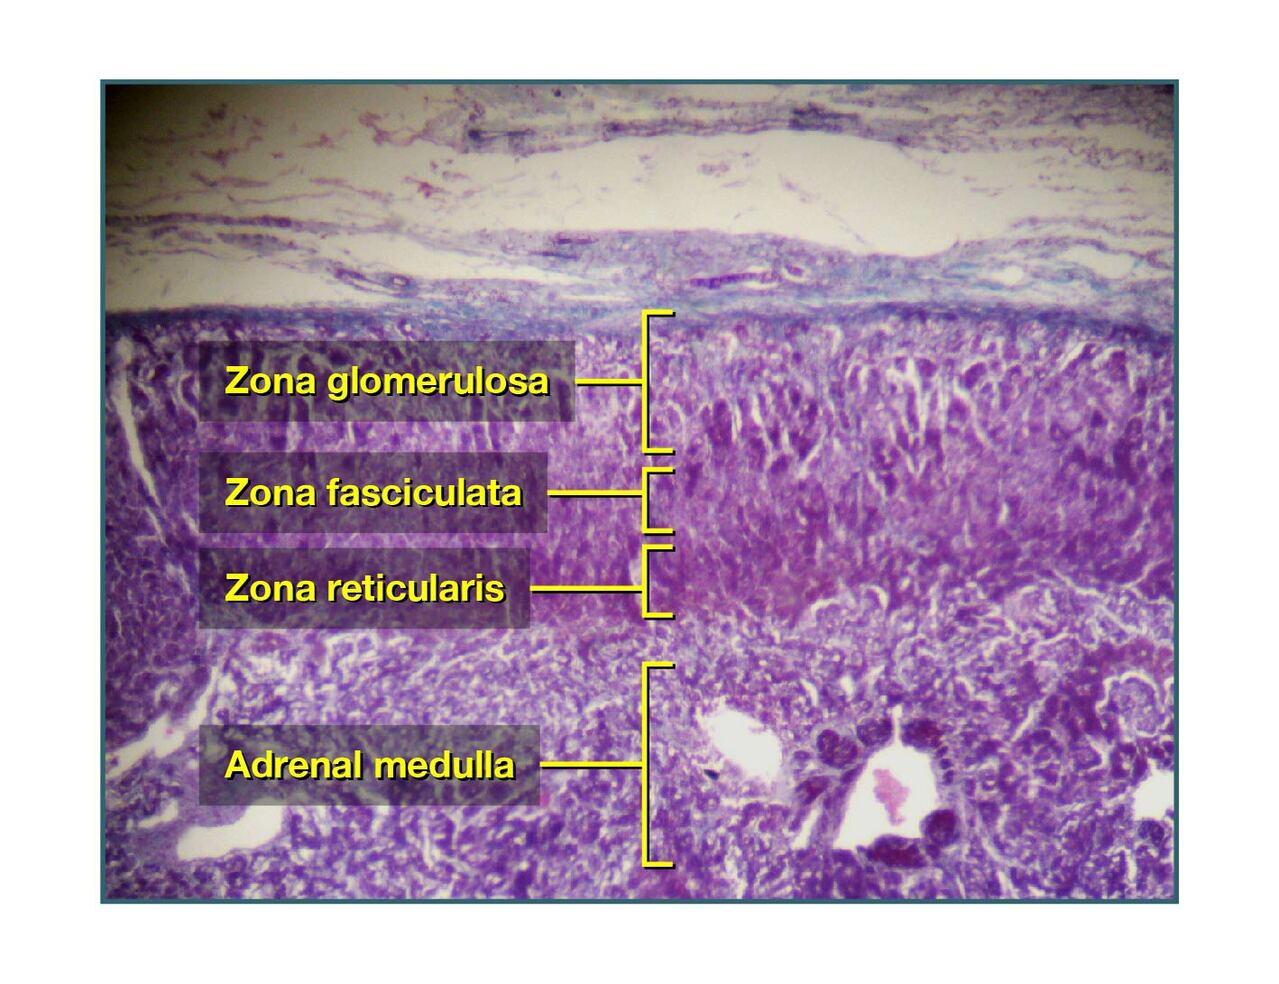 Zona glomerulosa
Zona fasciculata
Zona reticularis
Adrenal medulla